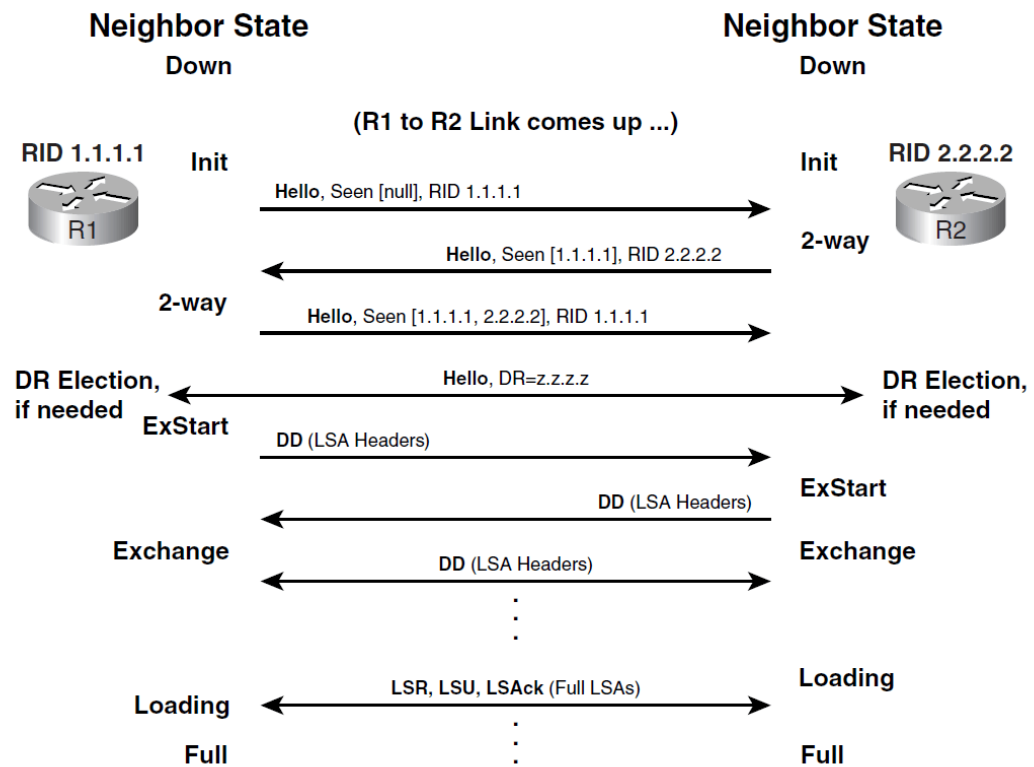 Neighbor State
Neighbor State
Down
Down
(R1 to R2 Link comes up ...)
RID 1.1.1.1
Init
Init
RID 2.2.2.2
Hello, Seen [null], RID 1.1.1.1
R1
R2
2-way
Hello, Seen [1.1.1.1], RID 2.2.2.2
2-way
Hello, Seen [1.1.1.1, 2.2.2.2], RID 1.1.1.1
DR Election,
if needed
Hello, DR=z.z.z.z
DR Election,
if needed
ExStart
DD (LSA Headers)
ExStart
DD (LSA Headers)
Exchange
Exchange
DD (LSA Headers)
Loading
LSR, LSU, LSAck (Full LSAs)
Loading
Full
Full